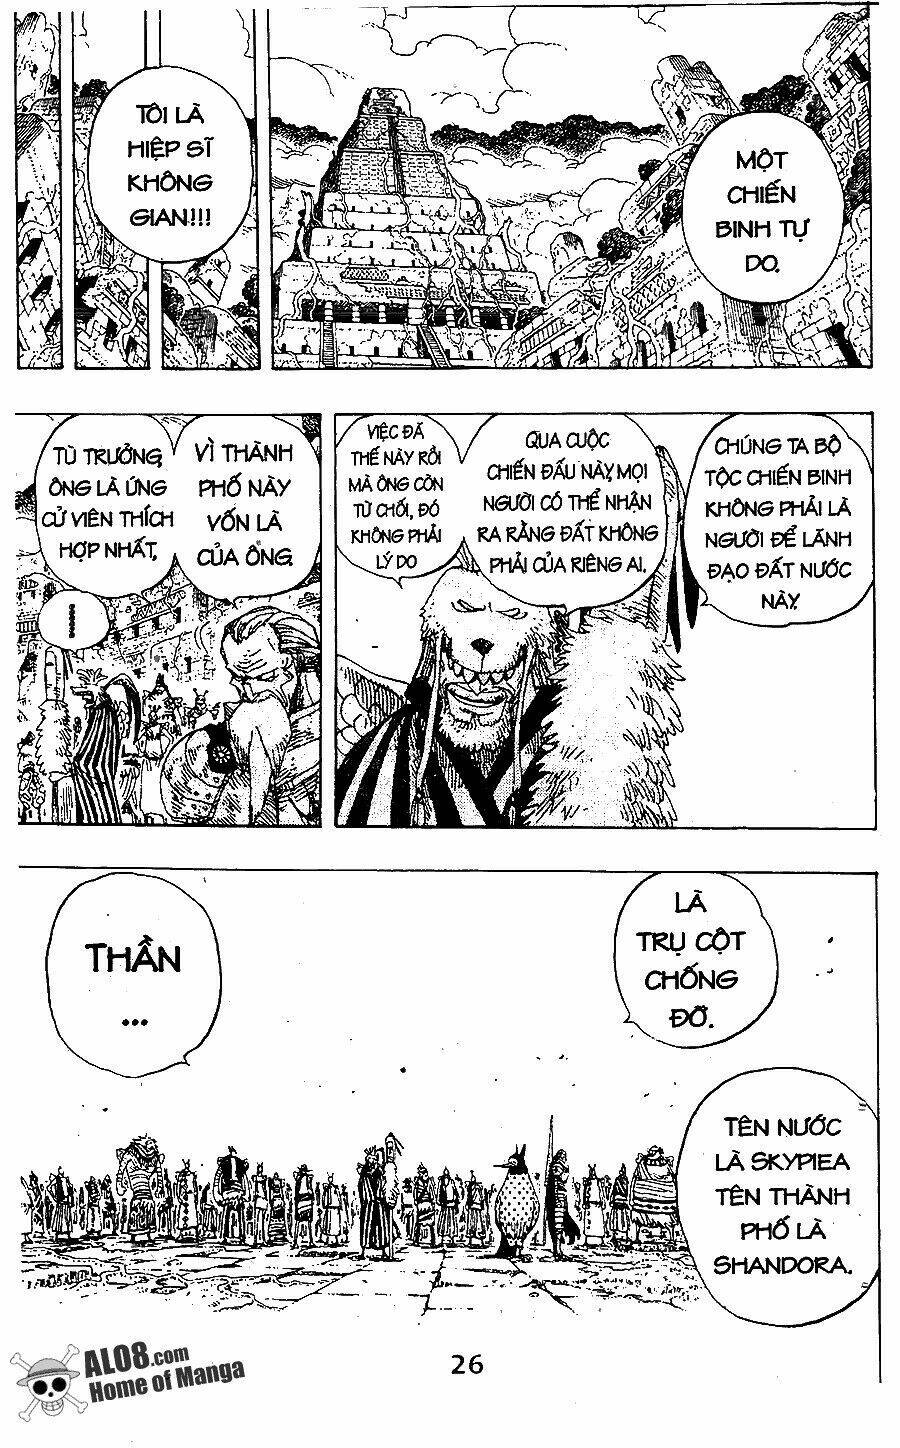 MỘT
CHIẾN
BINH TỰ
DO.
TÔI LÀ
HIỆP SĨ
KHÔNG
GIAN!!!
CHÚNG TA BỘ
TỘC CHIẾN BINH
KHÔNG PHẢI LÀ
NGƯỜI ĐỂ LÃNH
ĐẠO ĐẤT NƯỚC
NÀY.
QUA CUỘC
CHIẾN ĐẤU NÀY, MỌI
NGƯỜI CÓ THỂ NHẬN
RA RẰNG ĐẤT KHÔNG
PHẢI CỦA RIÊNG AI.
VIỆC ĐÃ
THẾ NÀY RỒI
MÀ ÔNG CÒN
TỪ CHỐI, ĐÓ
KHÔNG PHẢI
LÝ DO
VÌ THÀNH
PHỐ NÀY
VỐN LÀ
CỦA ÔNG.
TÙ TRƯỞNG,
ÔNG LÀ ỨNG
CỬ VIÊN THÍCH
HỢP NHẤT,
......
LÀ
TRỤ CỘT
CHỐNG
ĐỠ.
TÊN NƯỚC
LÀ SKYPIEA
TÊN THÀNH
PHỐ LÀ
SHANDORA.
THẦN
...
26
ALO8.com
Home of Manga